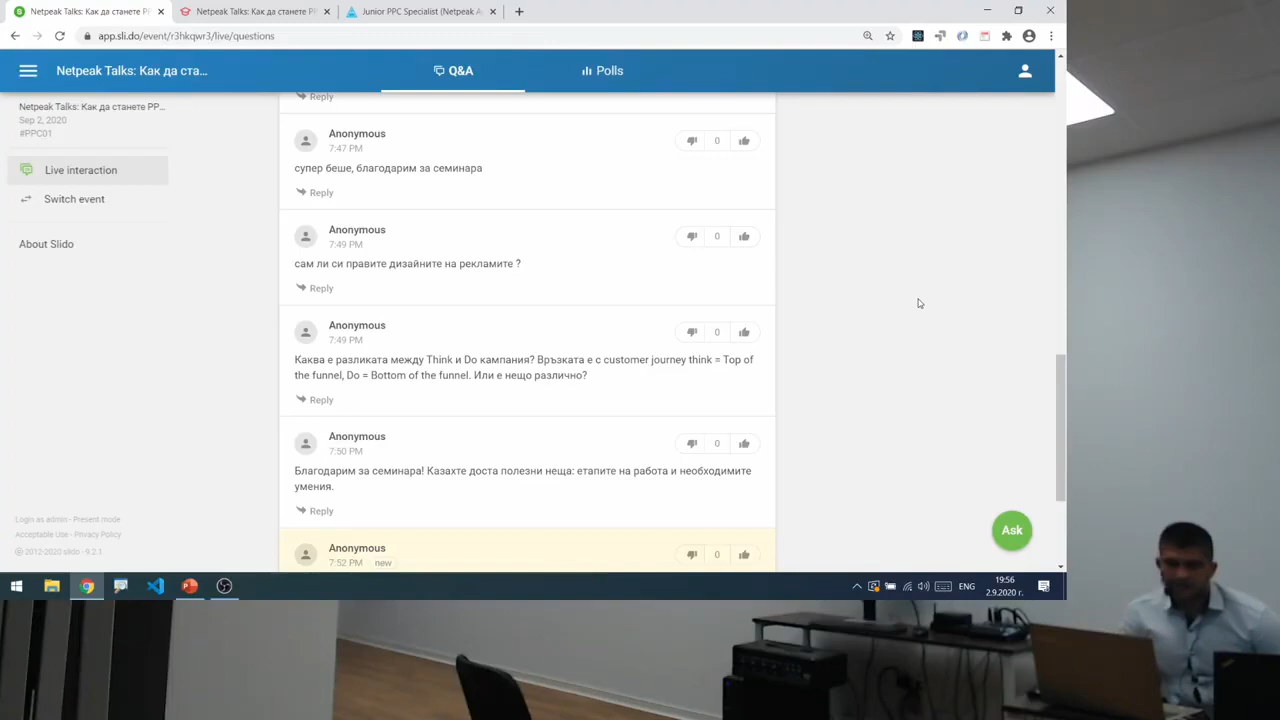 Netpeak Talks: Как да станете PP
Netpeak Talks: Как да станете PP
Junior PPC Specialist (Netpeak A
app.sli.do/event/r3hkqwr3/live/questions
Netpeak Talks: Как да ста...
Q&A
Polls
Netpeak Talks: Как да станете PP...
Sep 2, 2020
#PPC01
Live interaction
Switch event
About Slido
Login as admin - Present mode
Acceptable Use - Privacy Policy
© 2012-2020 slido - 9.2.1
Reply
Anonymous
7:47 PM
0
супер беше, благодарим за семинара
Reply
Anonymous
7:49 PM
0
сам ли си правите дизайните на рекламите ?
Reply
Anonymous
7:49 PM
0
Каква е разликата между Think и Do кампания? Връзката е с customer journey think = Top of
the funnel, Do = Bottom of the funnel. Или е нещо различно?
Reply
Anonymous
7:50 PM
0
Благодарим за семинара! Казахте доста полезни неща: етапите на работа и необходимите
умения.
Reply
Anonymous
7:52 PM new
0
Ask
ЕНГ
19:56
2.9.2020 г.